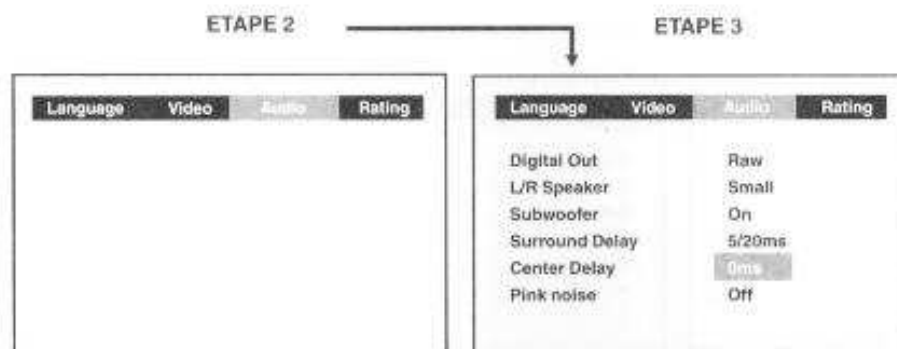 ETAPE 2
ETAPE 3
Language Video Audio Rating
Language Video Audio Rating
Digital Out Raw
L/R Speaker Small
Subwoofer On
Surround Delay 5/20ms
Center Delay 0ms
Pink noise Off